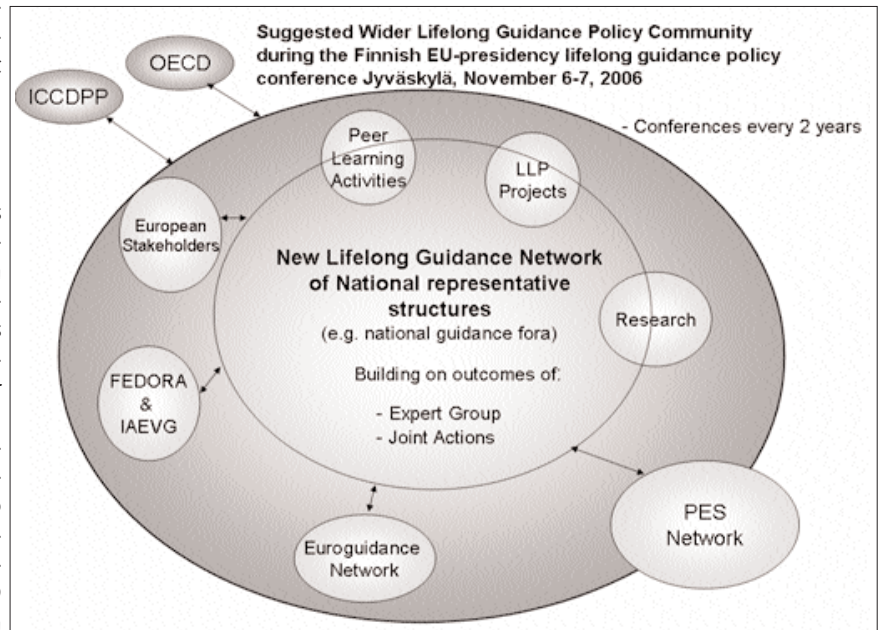 Suggested Wider Lifelong Guidance Policy Community
during the Finnish EU-presidency lifelong guidance policy
conference Jyväskylä, November 6-7, 2006
OECD
ICCDPP
- Conferences every 2 years
Peer
Learning
Activities
LLP
Projects
European
Stakeholders
New Lifelong Guidance Network
of National representative
structures
(e.g. national guidance fora)
Research
Building on outcomes of:
- Expert Group
- Joint Actions
FEDORA
&
IAEVG
PES
Network
Euroguidance
Network